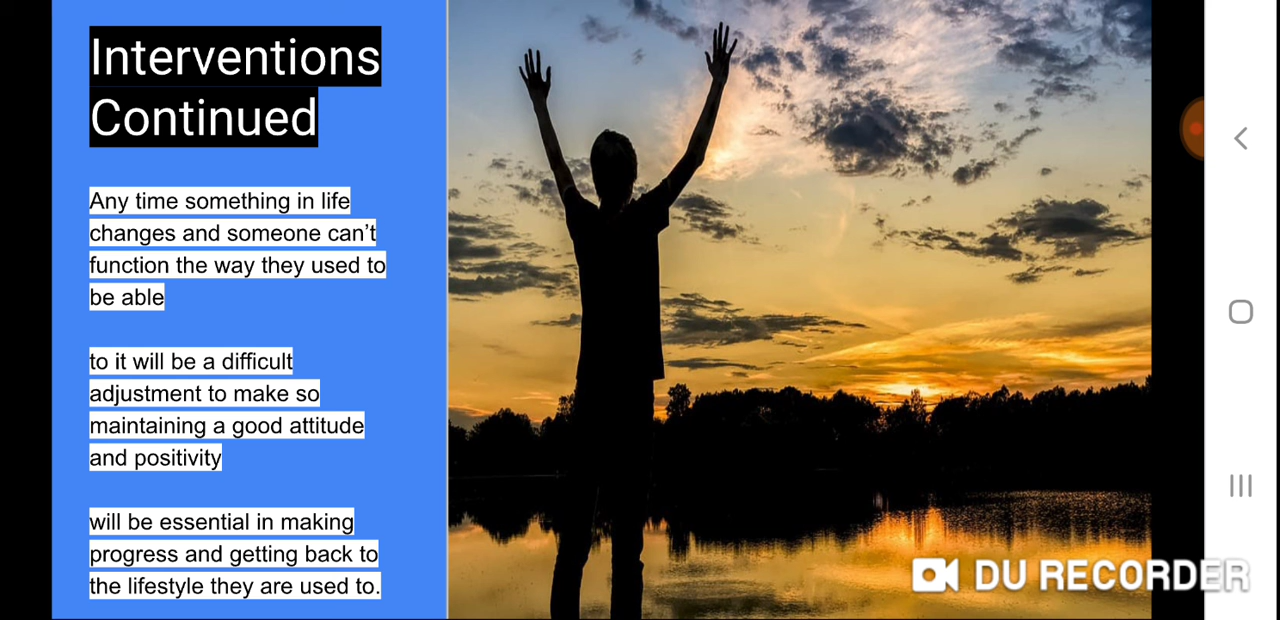 Interventions
Continued
Any time something in life
changes and someone can’t
function the way they used to
be able
to it will be a difficult
adjustment to make so
maintaining a good attitude
and positivity
will be essential in making
progress and getting back to
the lifestyle they are used to.
DU RECORDER